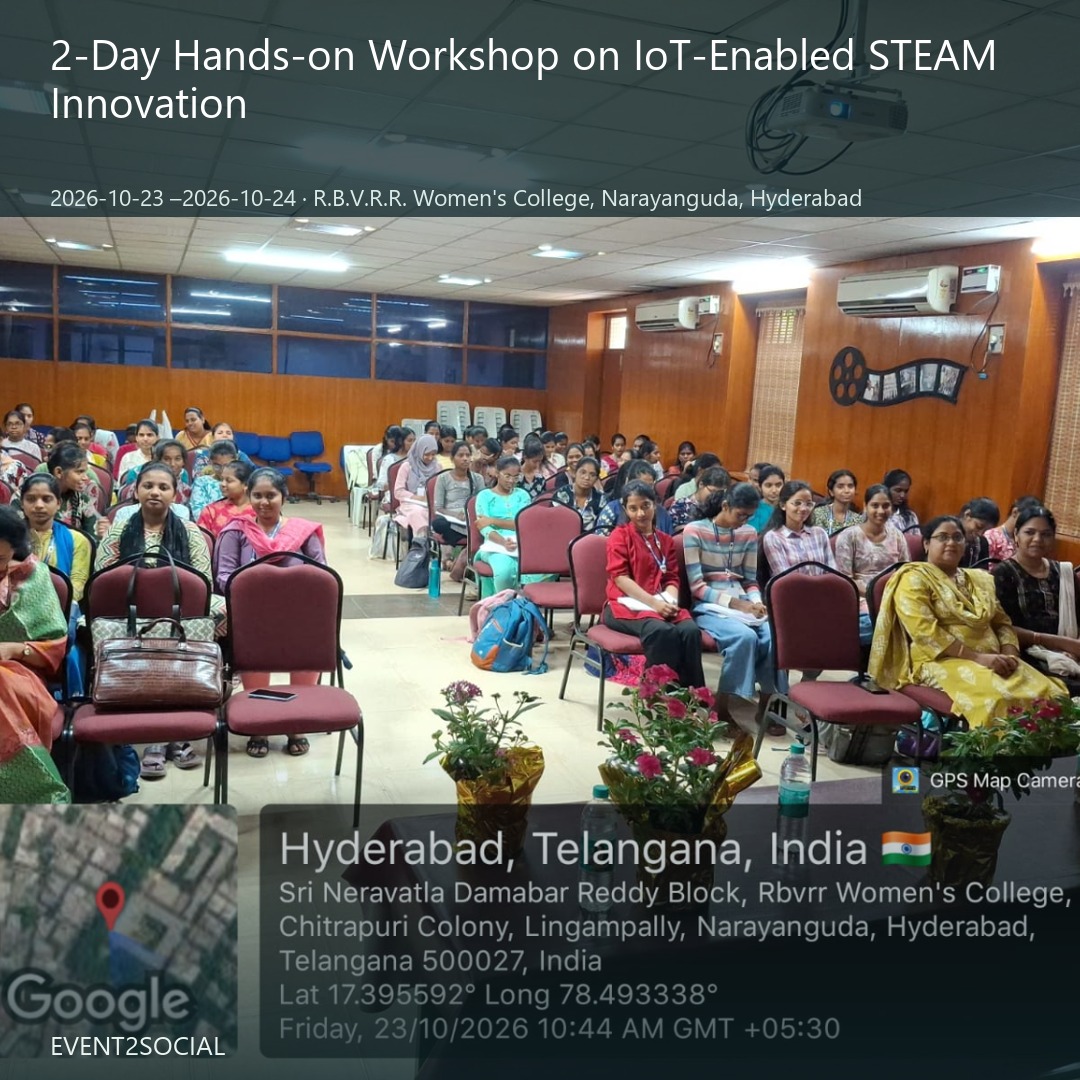 2-Day Hands-on Workshop on IoT-Enabled STEAM
Innovation
2026-10-23 –2026-10-24 · R.B.V.R.R. Women's College, Narayanguda, Hyderabad
GPS Map Camera
Hyderabad, Telangana, India
Sri Neravatla Damabar Reddy Block, Rbvrr Women's College,
Chitrapuri Colony, Lingampally, Narayanguda, Hyderabad,
Telangana 500027, India
Lat 17.395592° Long 78.493338°
Friday, 23/10/2026 10:44 AM GMT +05:30
Google
EVENT2SOCIAL